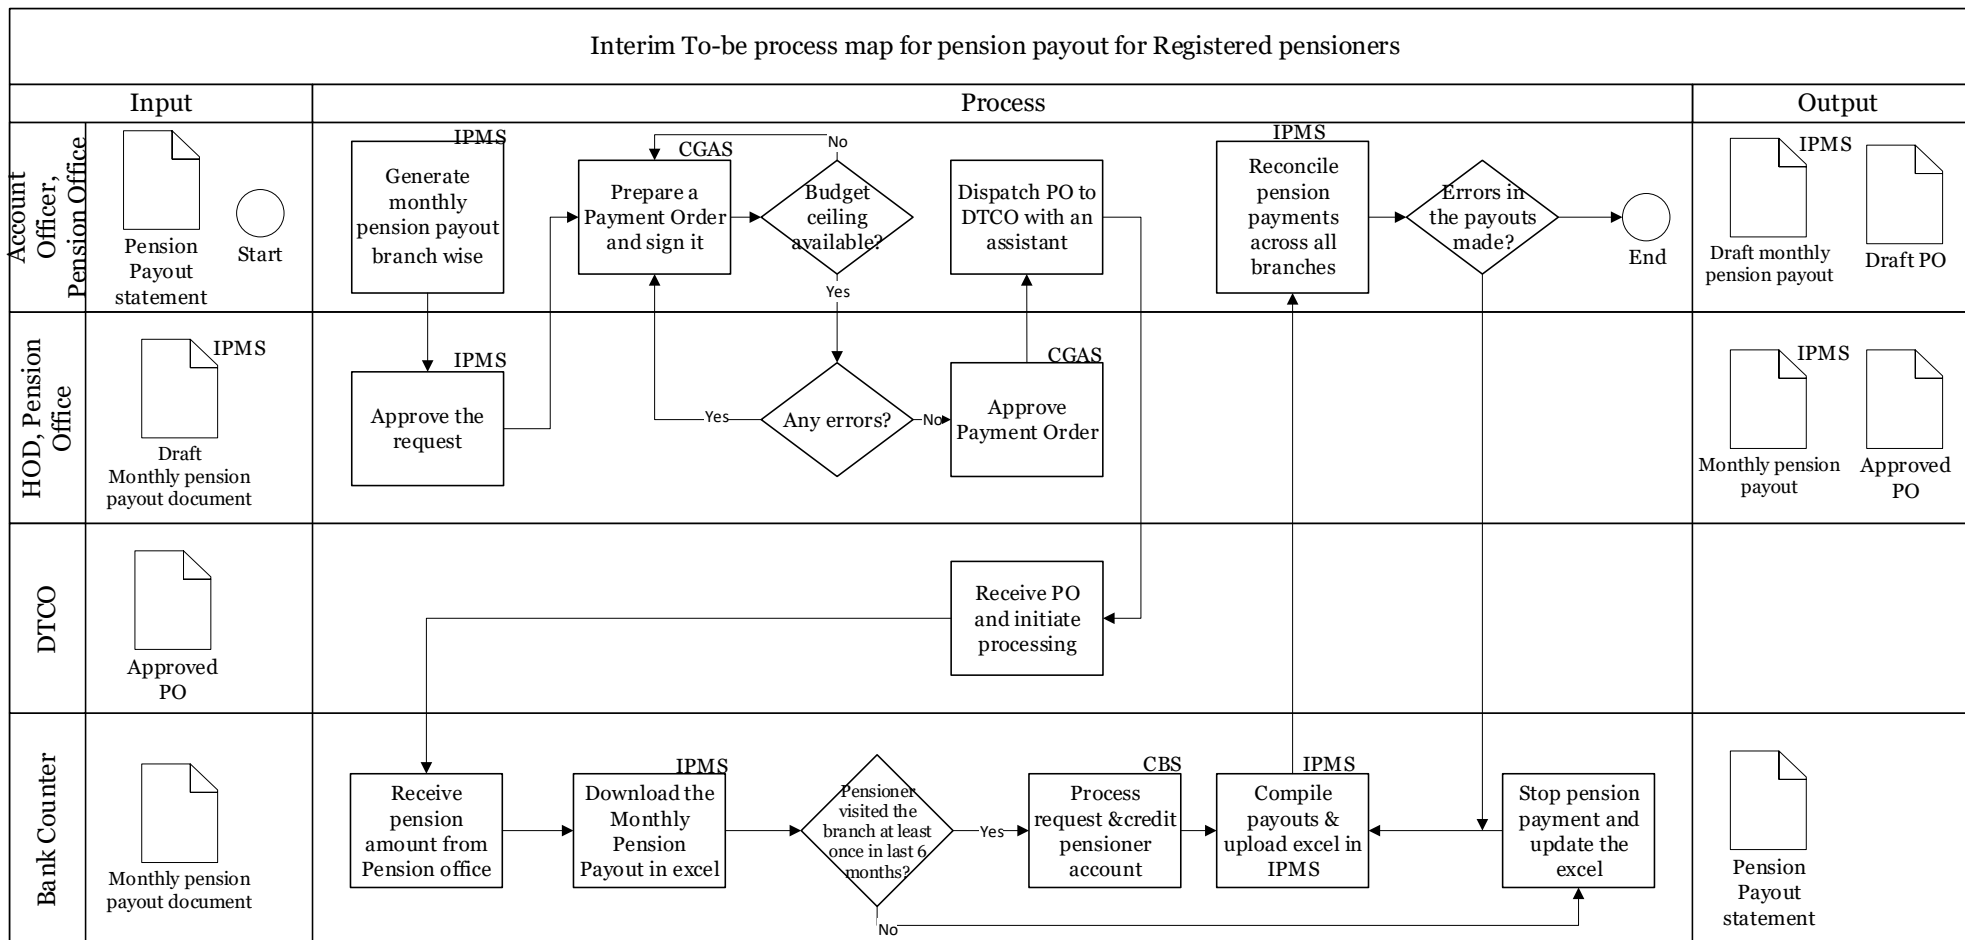 Interim To-be process map for pension payout for Registered pensioners
Input
Process
Output
Account
Officer,
Pension Office
Pension
Payout
statement
Start
IPMS
Generate
monthly
pension payout
branch wise
CGAS
Prepare a
Payment Order
and sign it
No
Budget
ceiling
available?
Yes
Dispatch PO to
DTCO with an
assistant
IPMS
Reconcile
pension
payments
across all
branches
Errors in
the payouts
made?
End
IPMS
Draft monthly
pension payout
Draft PO
HOD, Pension
Office
IPMS
Draft
Monthly pension
payout document
IPMS
Approve the
request
Yes
Any errors?
No
CGAS
Approve
Payment Order
IPMS
Monthly pension
payout
Approved
PO
DTCO
Approved
PO
Receive PO
and initiate
processing
Bank Counter
Monthly pension
payout document
Receive
pension
amount from
Pension office
IPMS
Download the
Monthly
Pension
Payout in excel
Pensioner
visited the
branch at least
once in last 6
months?
Yes
No
CBS
Process
request &credit
pensioner
account
IPMS
Compile
payouts &
upload excel in
IPMS
Stop pension
payment and
update the
excel
Pension
Payout
statement